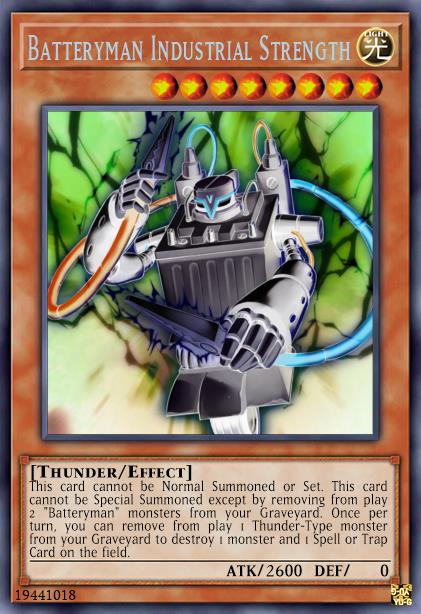 BATTERYMAN INDUSTRIAL STRENGTH
LIGHT
光
[THUNDER/EFFECT]
This card cannot be Normal Summoned or Set. This card
cannot be Special Summoned except by removing from play
2 "Batteryman" monsters from your Graveyard. Once per
turn, you can remove from play 1 Thunder-Type monster
from your Graveyard to destroy 1 monster and 1 Spell or Trap
Card on the field.
ATK/2600 DEF/ 0
19441018